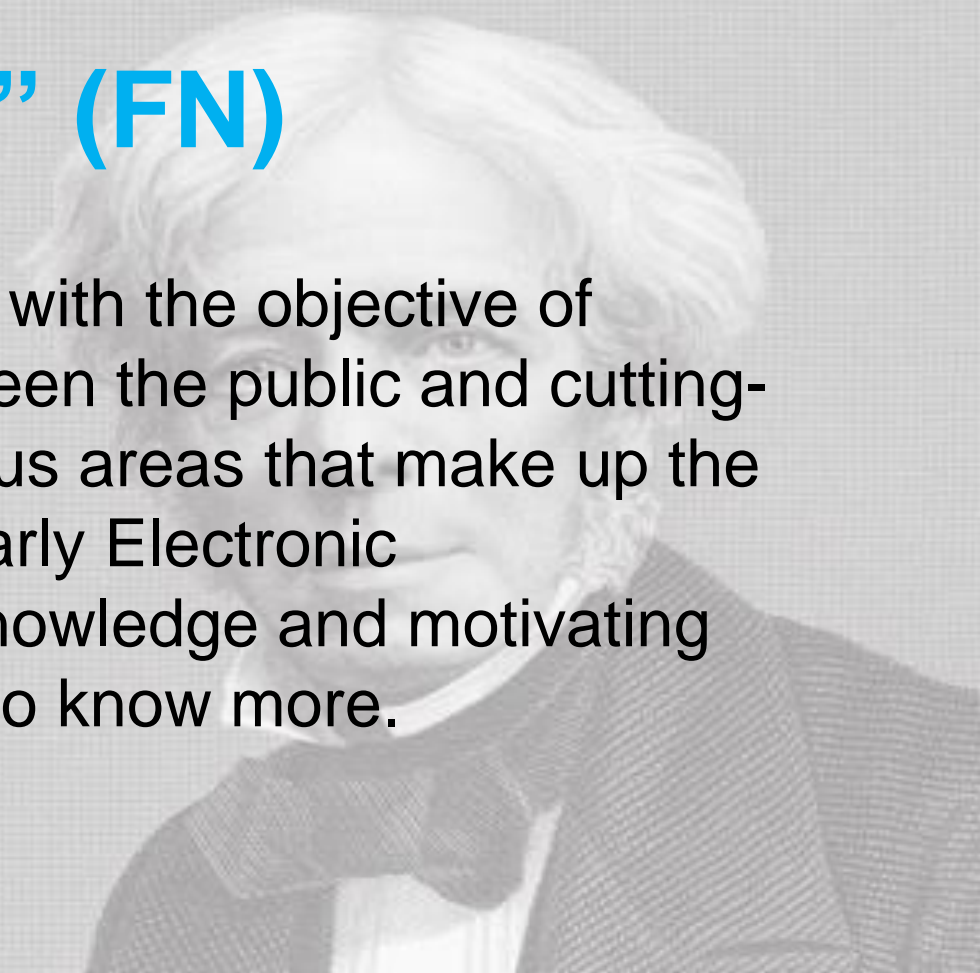 ” (FN)
with the objective of
een the public and cutting-
us areas that make up the
arly Electronic
nowledge and motivating
o know more.